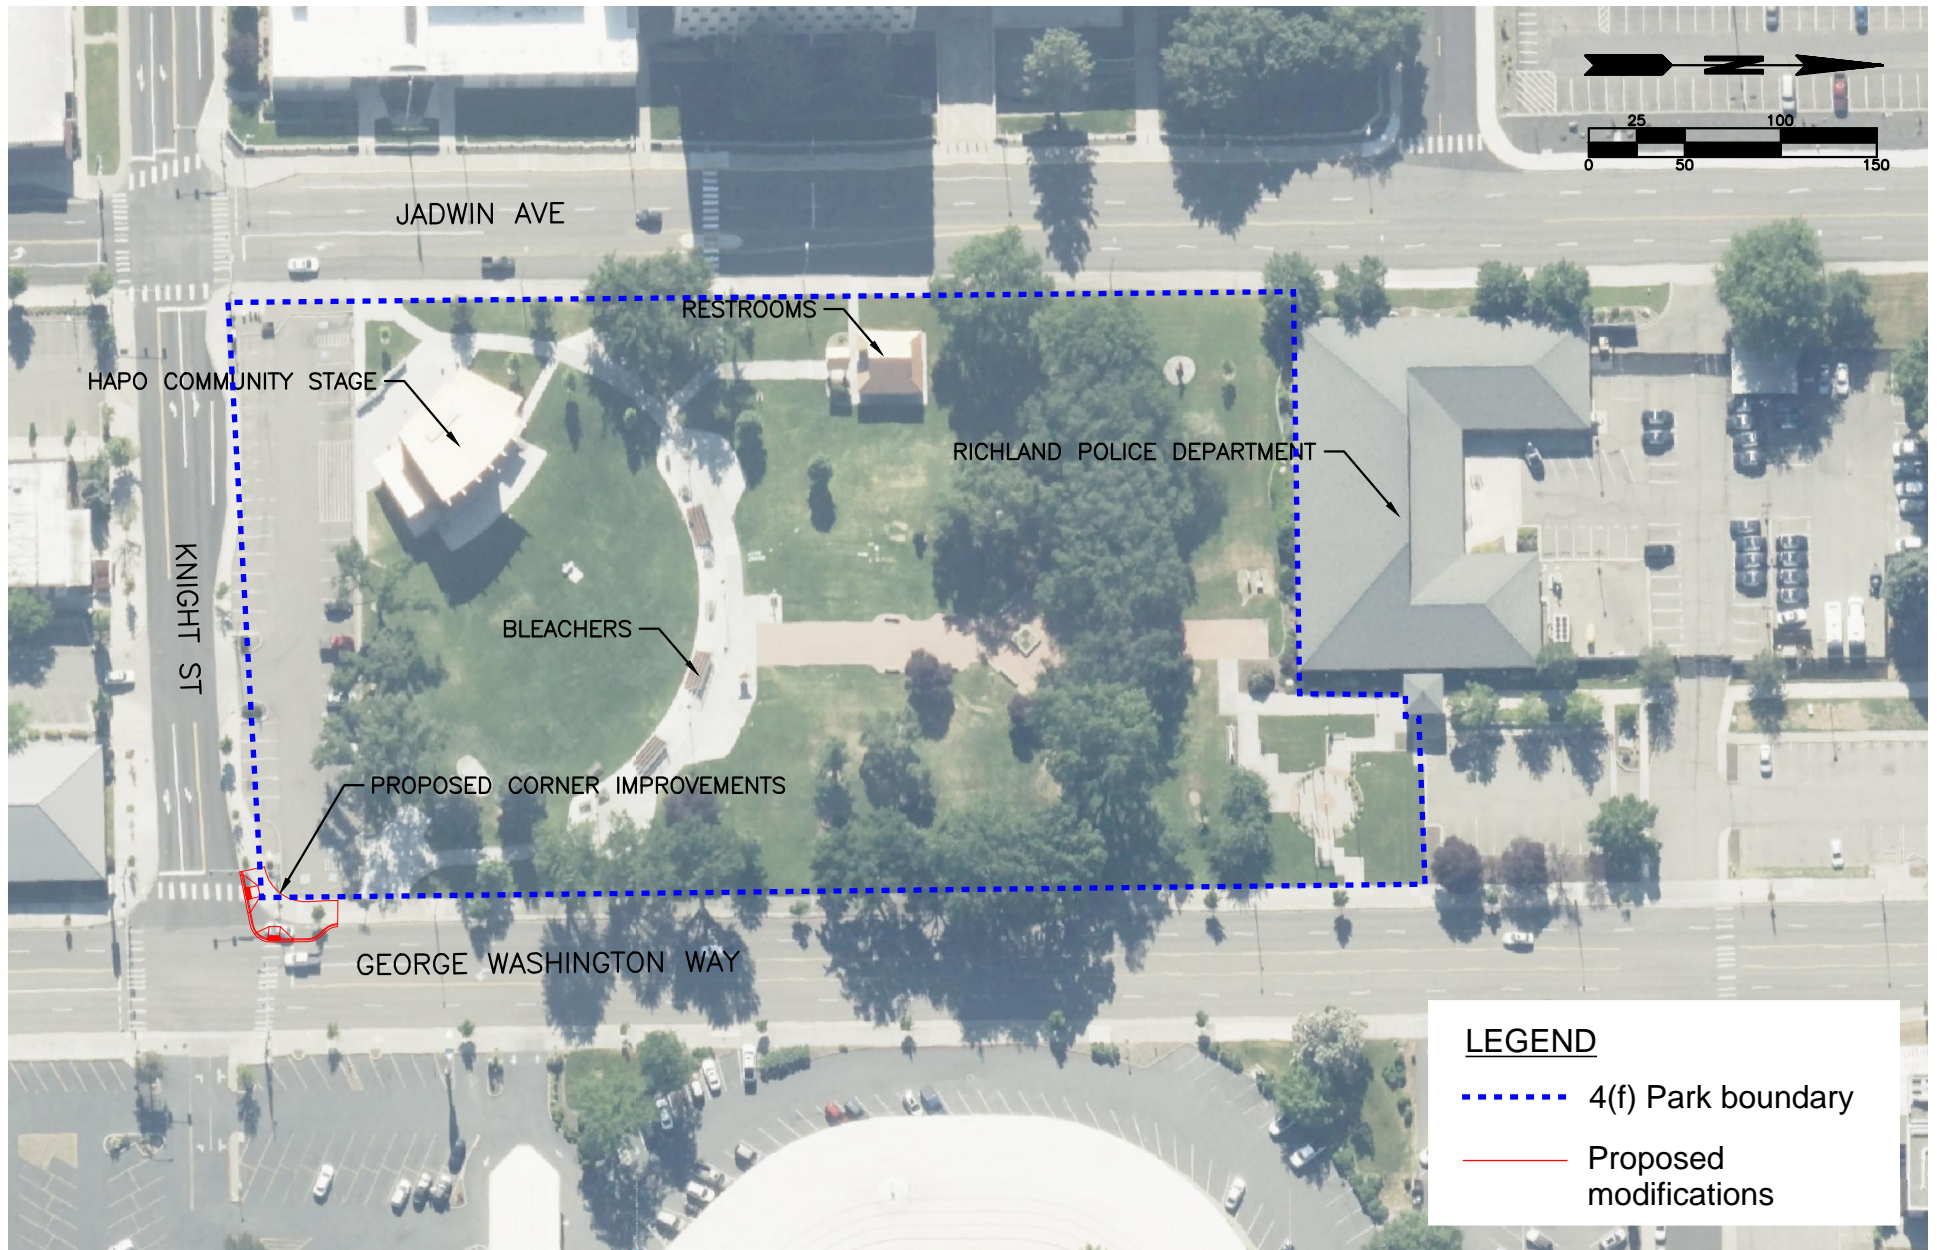 N
25 100
0 50 150
JADWIN AVE
RESTROOMS
HAPO COMMUNITY STAGE
RICHLAND POLICE DEPARTMENT
KNIGHT ST
BLEACHERS
PROPOSED CORNER IMPROVEMENTS
GEORGE WASHINGTON WAY
LEGEND
4(f) Park boundary
Proposed
modifications